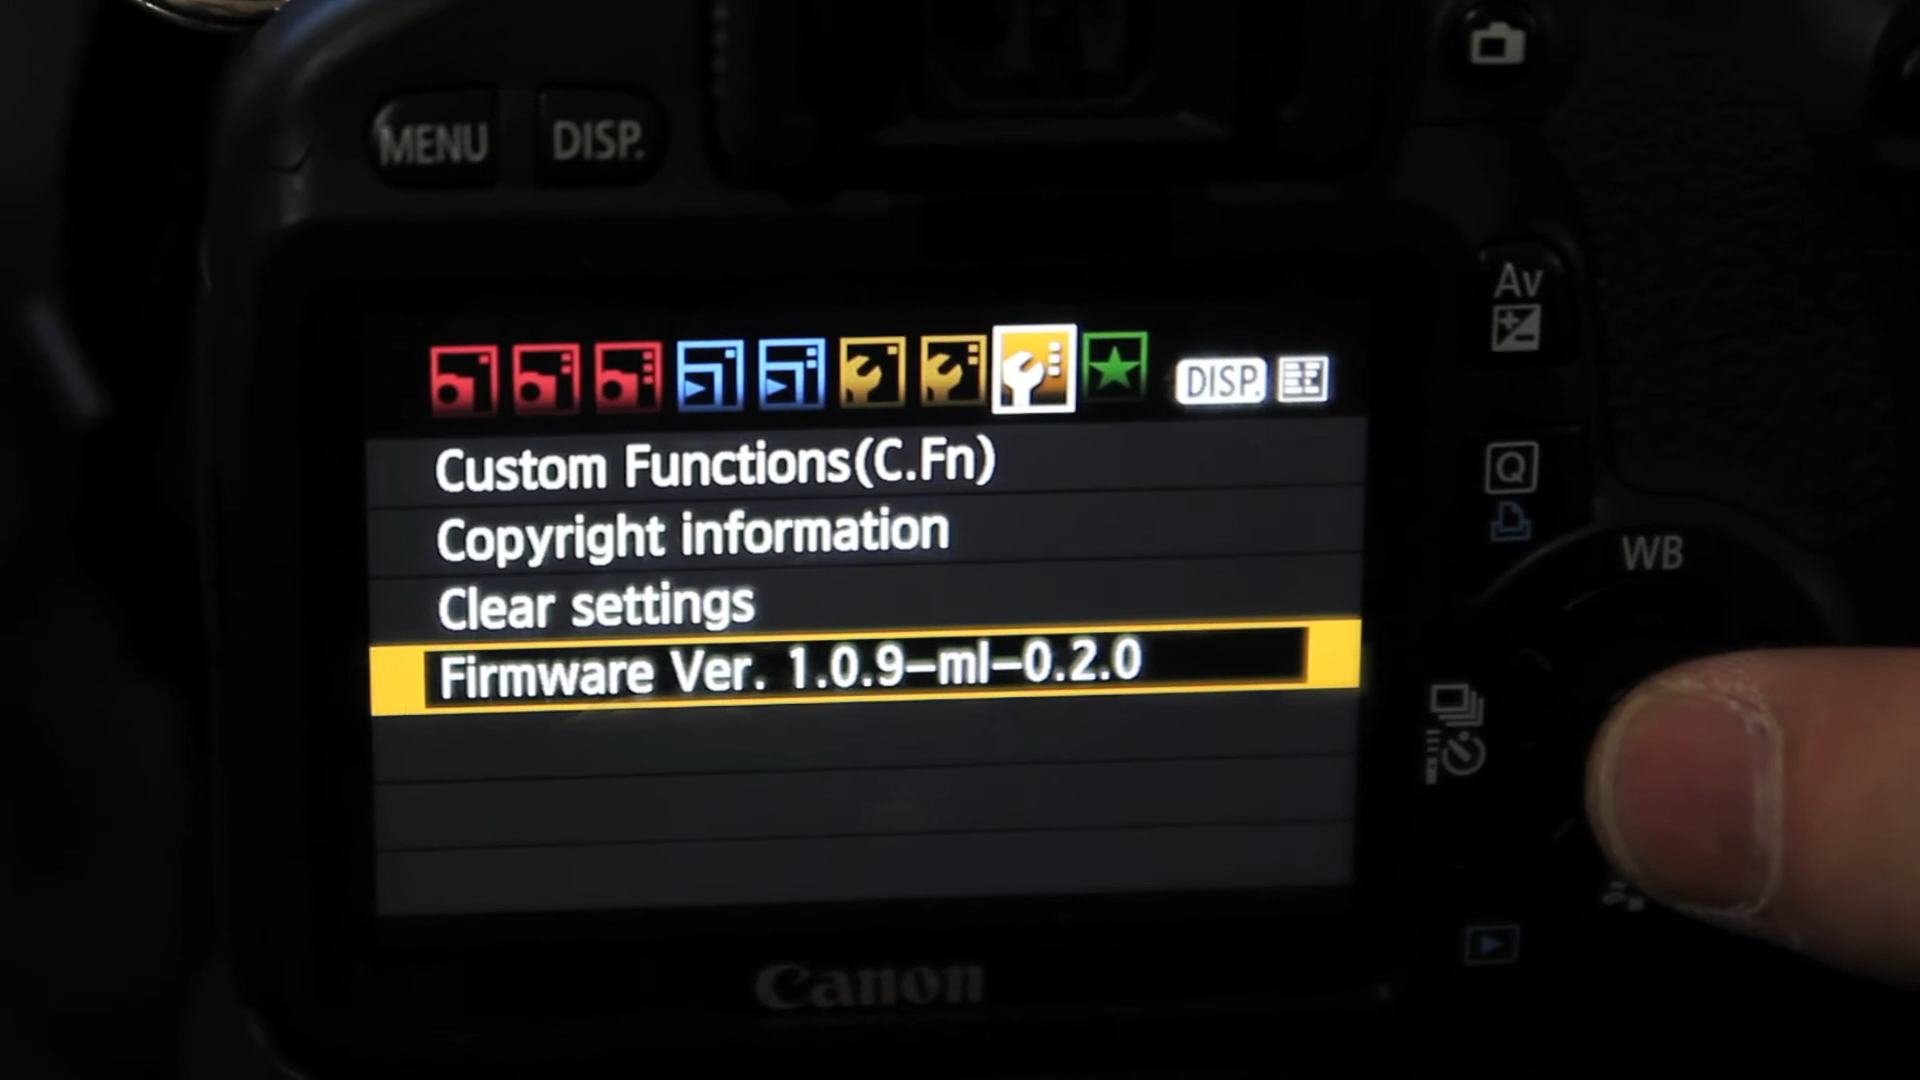 MENU DISP.
Av
DISP.
Custom Functions(C.Fn)
Copyright information
Clear settings
Firmware Ver. 1.0.9-ml-0.2.0
Q
WB
Canon